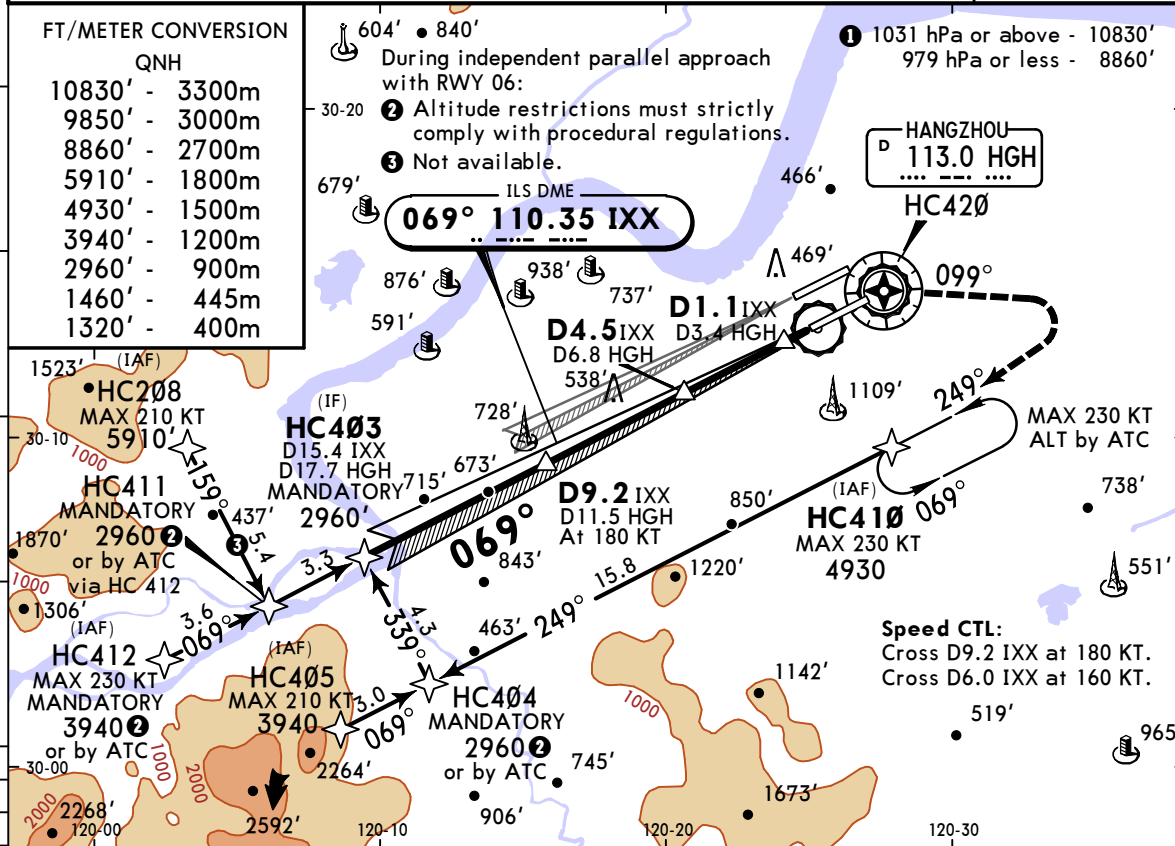 FT/METER CONVERSION
QNH
10830' - 3300m
9850' - 3000m
8860' - 2700m
5910' - 1800m
4930' - 1500m
3940' - 1200m
2960' - 900m
1460' - 445m
1320' - 400m
604'
840'
During independent parallel approach
with RWY 06:
2 Altitude restrictions must strictly
comply with procedural regulations.
3 Not available.
1 1031 hPa or above - 10830'
979 hPa or less - 8860'
30-20
HANGZHOU
D 113.0 HGH
HC42Ø
679'
466'
ILS DME
069° 110.35 IXX
469'
099°
876'
938'
737'
591'
D1.1 IXX
D3.4 HGH
D4.5 IXX
D6.8 HGH
538'
1109'
249°
MAX 230 KT
ALT by ATC
1523'
(IAF)
HC2Ø8
MAX 210 KT
5910'
30-10
1000
(IF)
HC4Ø3
D15.4 IXX
D17.7 HGH
MANDATORY
2960'
728'
673'
715'
159°
5.4
3
437'
HC411
MANDATORY
2960 2
or by ATC
via HC 412
1870'
1000
1306'
D9.2 IXX
D11.5 HGH
At 180 KT
069°
843'
850'
(IAF)
HC41Ø
MAX 230 KT
4930
069°
738'
551'
3.3
3.6
069°
15.8
249°
1220'
4.3
339°
463'
(IAF)
HC412
MAX 230 KT
MANDATORY
3940 2
or by ATC
(IAF)
HC4Ø5
MAX 210 KT
3940
3.0
069°
HC4Ø4
MANDATORY
2960 2
or by ATC
Speed CTL:
Cross D9.2 IXX at 180 KT.
Cross D6.0 IXX at 160 KT.
1000
1142'
519'
965
30-00
1000
2000
2264'
745'
906'
1673'
2000
2268'
2592'
120-00
120-10
120-20
120-30